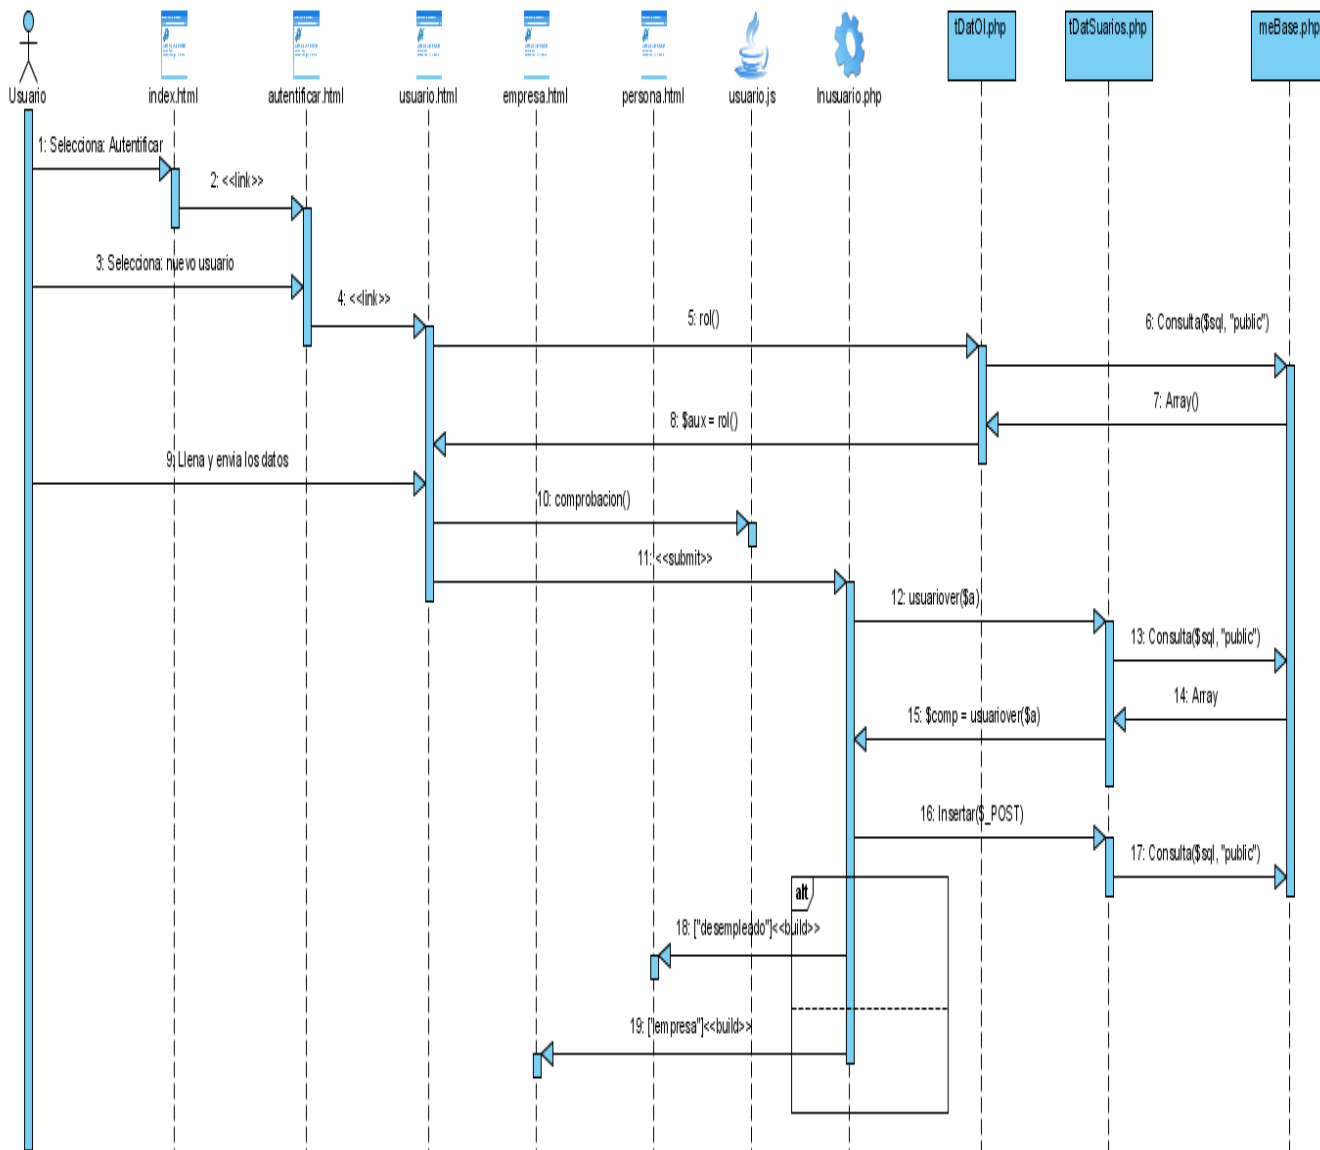 Usuario
index.html
autentificar.html
usuario.html
empresa.html
persona.html
usuario.js
Inusuario.php
tDatOl.php
tDatSuarios.php
meBase.php
1: Selecciona: Autentificar
2: <<link>>
3: Selecciona: nuevo usuario
4: <<link>>
5: rol()
6: Consulta($sql, "public")
7: Array()
8: $aux = rol()
9: Llena y envia los datos
10: comprobacion()
11: <<submit>>
12: usuariover($a)
13: Consulta($sql, "public")
14: Array
15: $comp = usuariover($a)
16: Insertar($_POST)
17: Consulta($sql, "public")
alt
18: ["desempleado"]<<build>>
19: ["empresa"]<<build>>